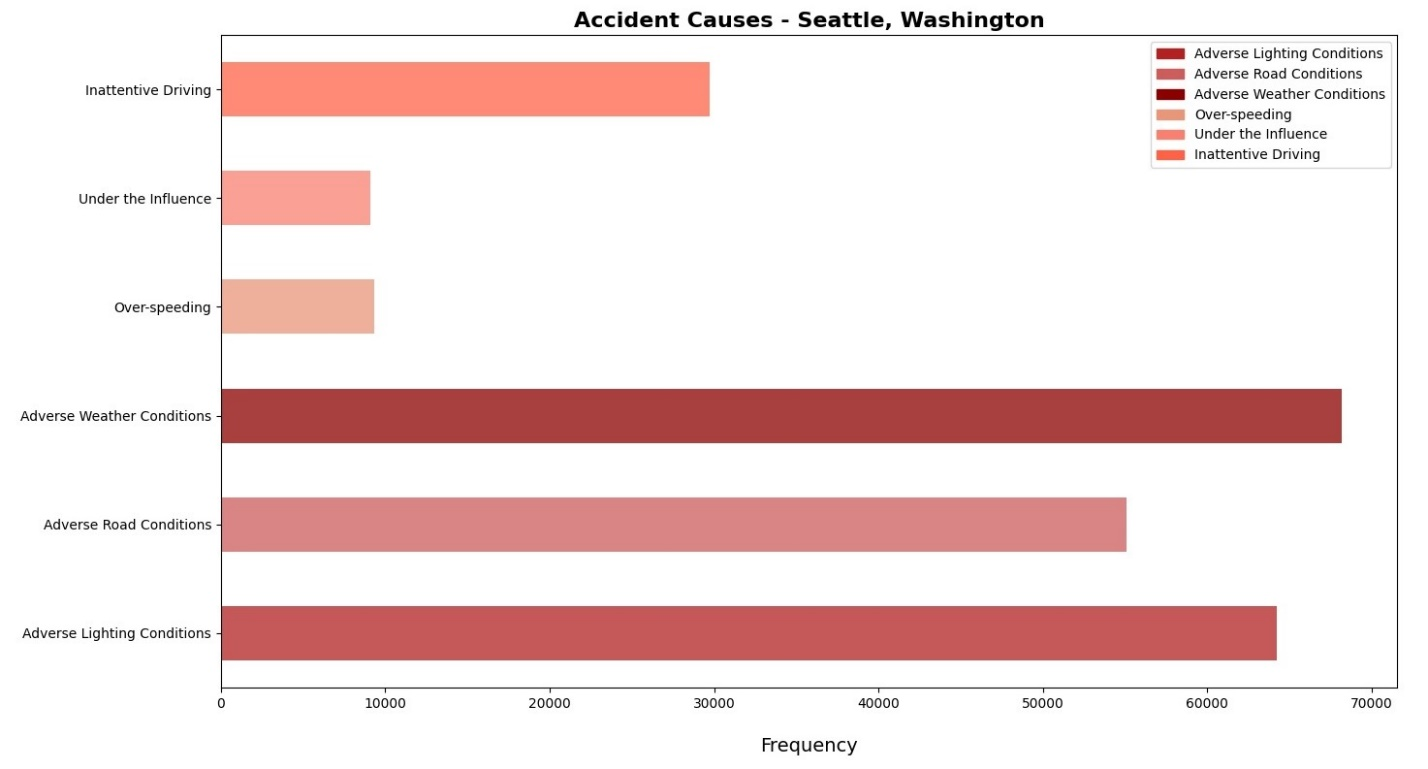 Accident Causes - Seattle, Washington
Adverse Lighting Conditions
Adverse Road Conditions
Adverse Weather Conditions
Over-speeding
Under the Influence
Inattentive Driving
Inattentive Driving
Under the Influence
Over-speeding
Adverse Weather Conditions
Adverse Road Conditions
Adverse Lighting Conditions
0 10000 20000 30000 40000 50000 60000 70000
Frequency